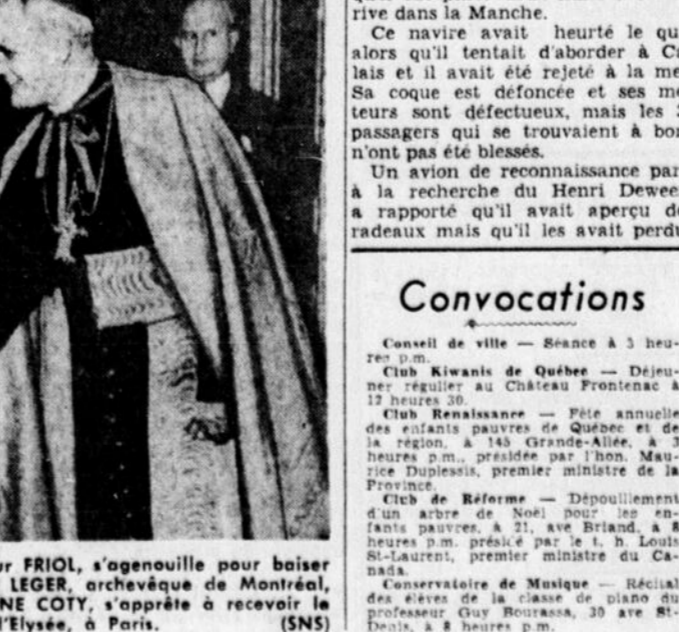 rive dans la Manche.
Ce navire avait heurté le
alors qu'il tentait d'aborder à
lais et il avait été rejeté à la
Sa coque est défoncée et ses
teurs sont défectueux, mais les
passagers qui se trouvaient à
n'ont pas été blessés.
Un avion de reconnaissance
à la recherche du Henri
a rapporté qu'il avait aperçu
radeaux mais qu'il les avait
Convocations
Conseil de ville — Séance à 3 heu-
res p.m.
Club Kiwanis de Québec — Déjeu-
ner régulier au Château Frontenac à
12 heures 30.
Club Renaissance — Fête annuelle
des enfants pauvres de Québec et de
la région, à 145 Grande-Allée, à 3
heures p.m., présidée par l'hon. Mau-
rice Duplessis, premier ministre de la
Province.
Club de Réforme — Dépouillement
d'un arbre de Noël pour les en-
fants pauvres, à 21, ave Briand, à 8
heures p.m. présidé par le t. h. Louis
St-Laurent, premier ministre du Ca-
nada.
Conservatoire de Musique — Récital
des élèves de la classe de piano du
professeur Guy Bourassa, 30 ave St-
Denis, à 8 heures p.m.
FRIOL, s'agenouille pour baiser
LEGER, archevêque de Montréal,
COTY, s'apprête à recevoir le
à Paris. (SNS)